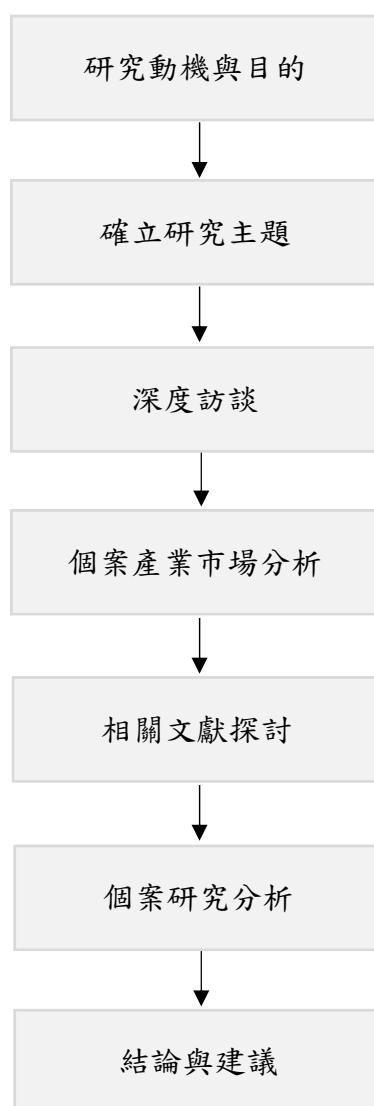 研究動機與目的
確立研究主題
深度訪談
個案產業市場分析
相關文獻探討
個案研究分析
結論與建議